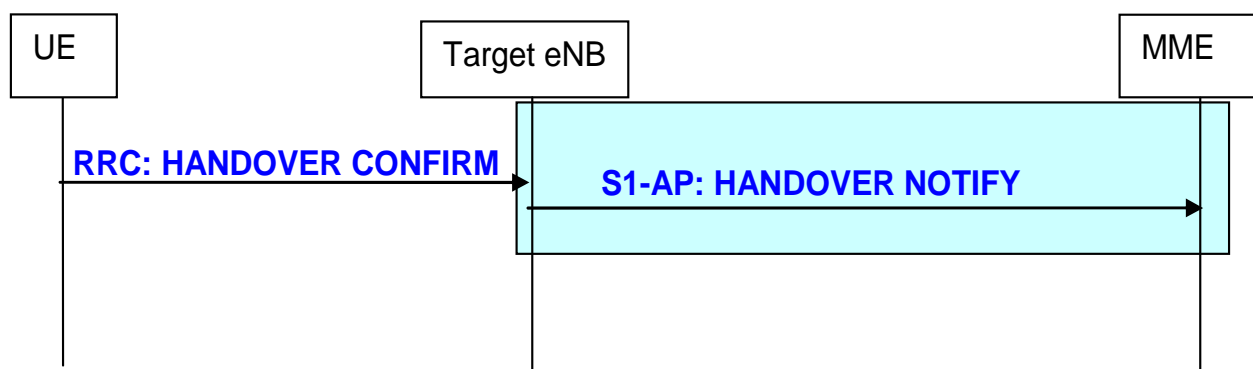 UE
Target eNB
MME
RRC: HANDOVER CONFIRM
S1-AP: HANDOVER NOTIFY